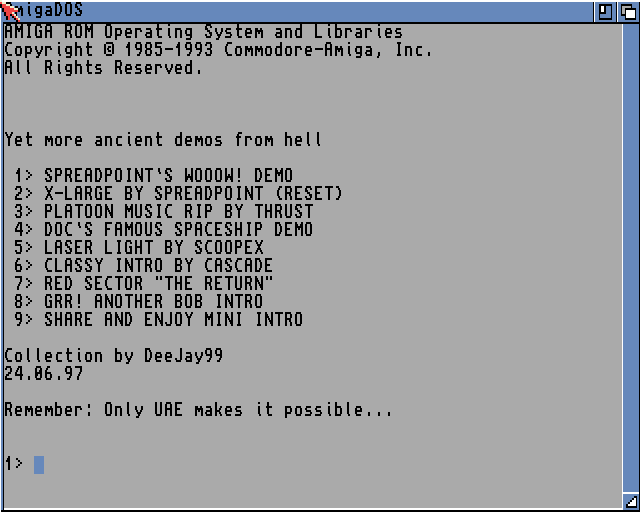 AmigaDOS
AMIGA ROM Operating System and Libraries
Copyright © 1985-1993 Commodore-Amiga, Inc.
All Rights Reserved.
Yet more ancient demos from hell
1> SPREADPOINT'S WOOOW! DEMO
2> X-LARGE BY SPREADPOINT (RESET)
3> PLATOON MUSIC RIP BY THRUST
4> DOC'S FAMOUS SPACESHIP DEMO
5> LASER LIGHT BY SCOOPEX
6> CLASSY INTRO BY CASCADE
7> RED SECTOR "THE RETURN"
8> GRR! ANOTHER BOB INTRO
9> SHARE AND ENJOY MINI INTRO
Collection by DeeJay99
24.06.97
Remember: Only UAE makes it possible...
1>